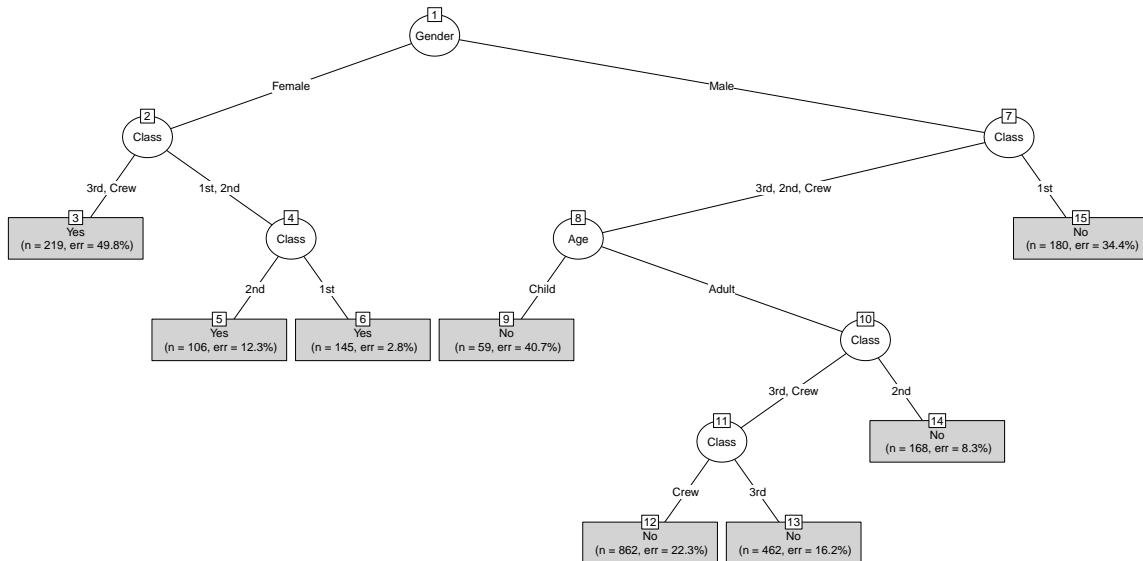 1
Gender
Female
Male
2
Class
7
Class
3rd, Crew
1st, 2nd
3rd, 2nd, Crew
1st
3
Yes
(n = 219, err = 49.8%)
4
Class
8
Age
15
No
(n = 180, err = 34.4%)
2nd
1st
Child
Adult
5
Yes
(n = 106, err = 12.3%)
6
Yes
(n = 145, err = 2.8%)
9
No
(n = 59, err = 40.7%)
10
Class
3rd, Crew
2nd
11
Class
14
No
(n = 168, err = 8.3%)
Crew
3rd
12
No
(n = 862, err = 22.3%)
13
No
(n = 462, err = 16.2%)